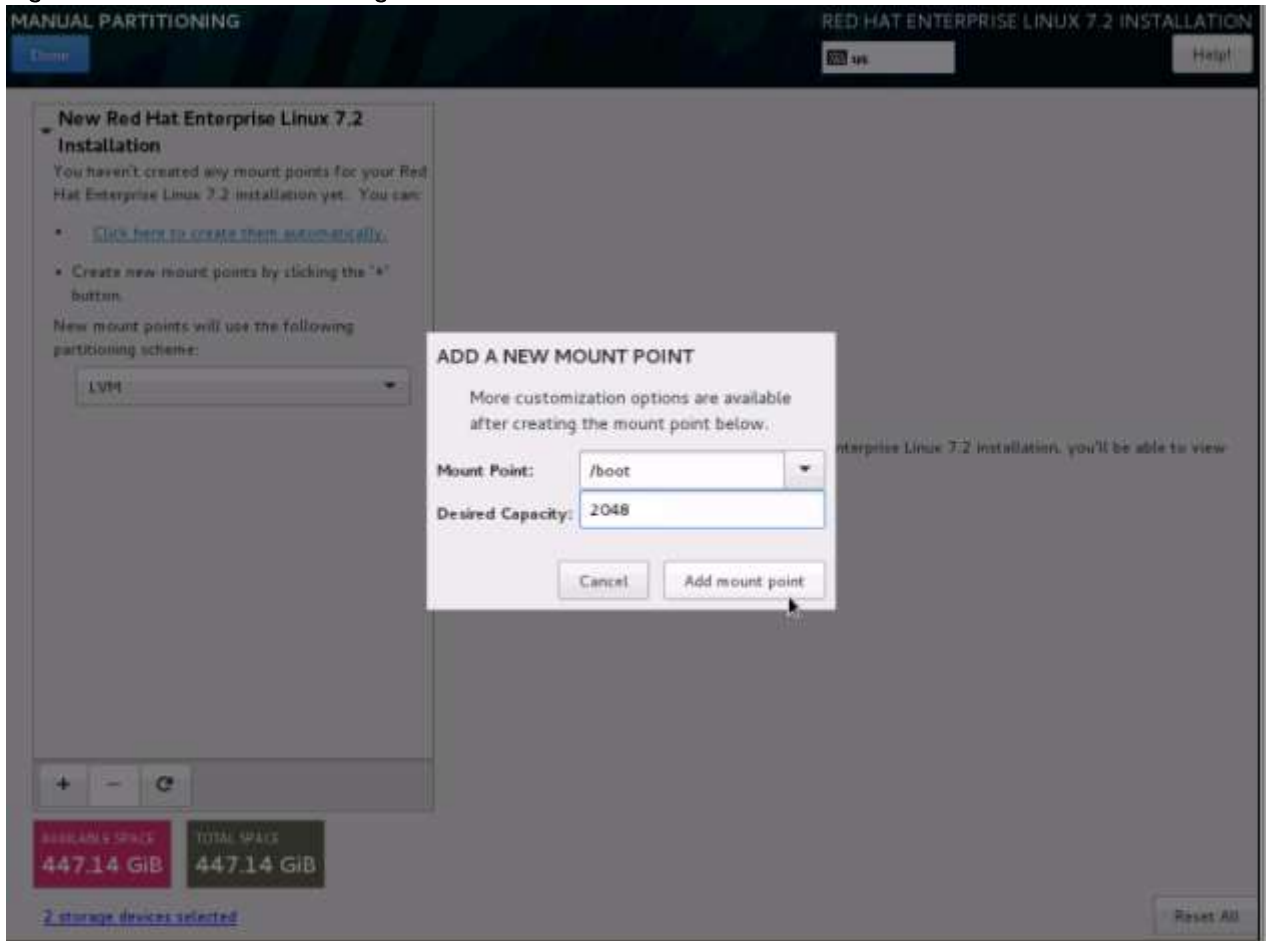 MANUAL PARTITIONING
RED HAT ENTERPRISE LINUX 7.2 INSTALLATION
Done
us
Help!
New Red Hat Enterprise Linux 7.2
Installation
You haven't created any mount points for your Red
Hat Enterprise Linux 7.2 installation yet. You can:
• Click here to create them automatically.
• Create new mount points by clicking the '+'
button.
New mount points will use the following
partitioning scheme:
LVM
ADD A NEW MOUNT POINT
More customization options are available
after creating the mount point below.
nterprise Linux 7.2 installation, you'll be able to view
Mount Point: /boot
Desired Capacity: 2048
Cancel Add mount point
+ −
AVAILABLE SPACE TOTAL SPACE
447.14 GiB 447.14 GiB
2 storage devices selected
Reset All